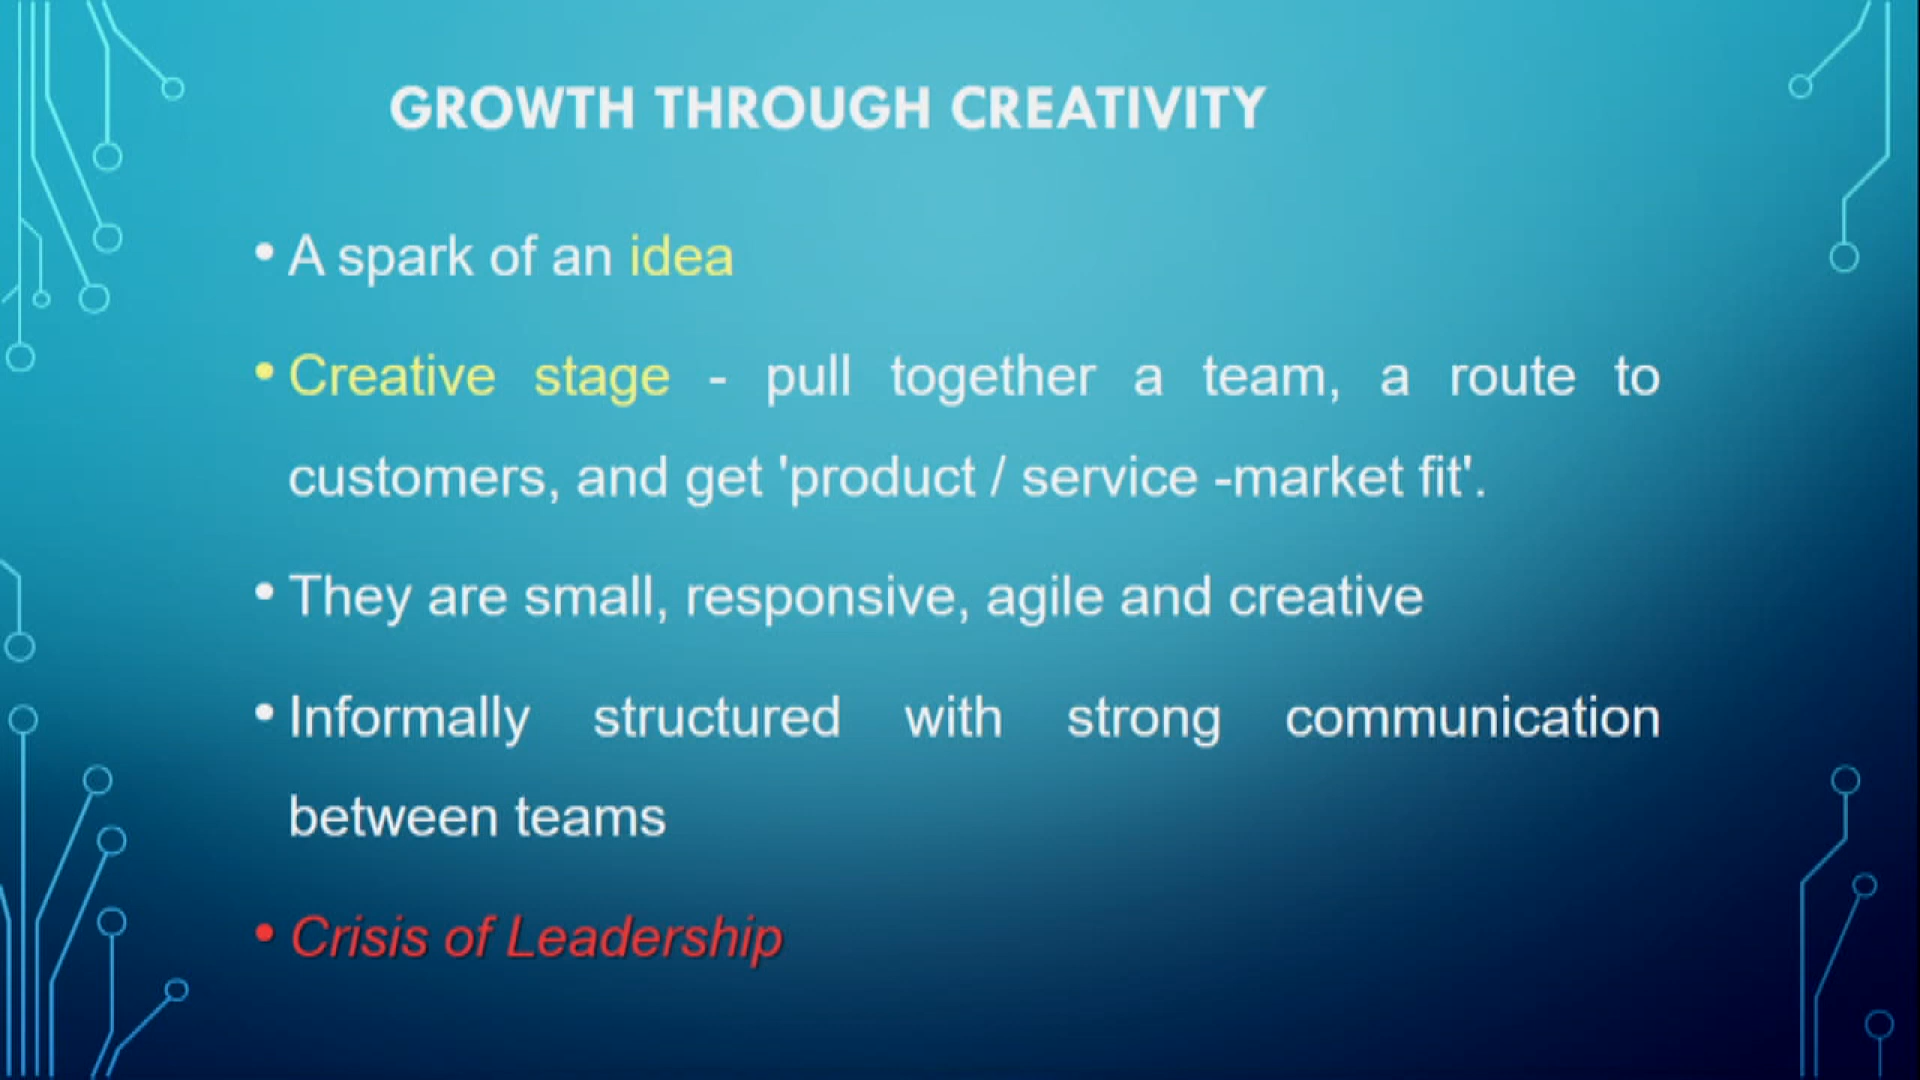 GROWTH THROUGH CREATIVITY
• A spark of an idea
• Creative stage - pull together a team, a route to
customers, and get 'product / service -market fit'.
• They are small, responsive, agile and creative
• Informally structured with strong communication
between teams
• Crisis of Leadership